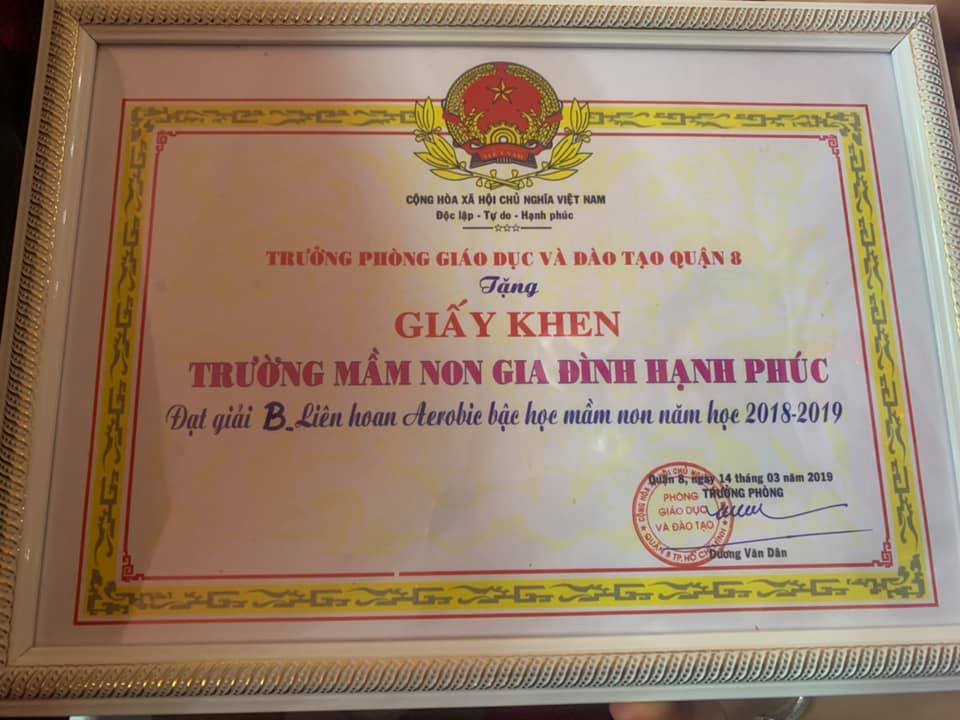 VIỆT NAM
CỘNG HÒA XÃ HỘI CHỦ NGHĨA VIỆT NAM
Độc lập - Tự do - Hạnh phúc
TRƯỞNG PHÒNG GIÁO DỤC VÀ ĐÀO TẠO QUẬN 8
Tặng
GIẤY KHEN
TRƯỜNG MẦM NON GIA ĐÌNH HẠNH PHÚC
Đạt giải B. Liên hoan Aerobic bậc học mầm non năm học 2018-2019
Quận 8, ngày 14 tháng 03 năm 2019
TRƯỞNG PHÒNG
PHÒNG
GIÁO DỤC
VÀ ĐÀO TẠO
Dương Văn Dân